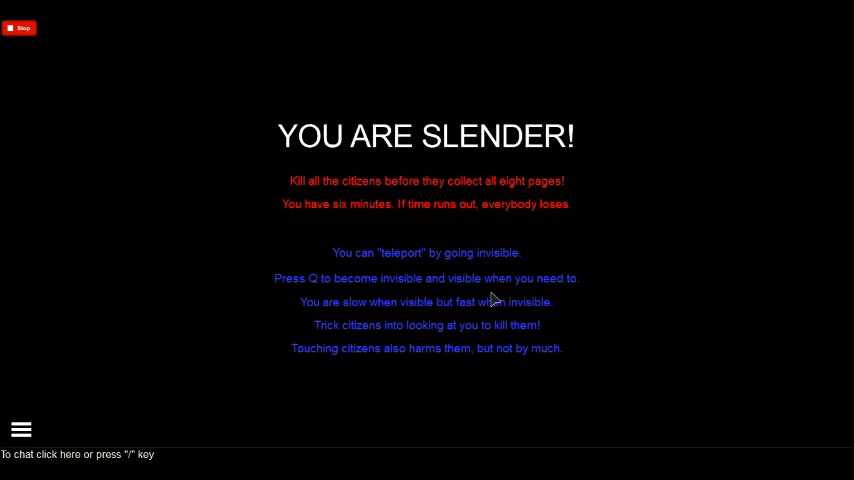 Stop
YOU ARE SLENDER!
Kill all the citizens before they collect all eight pages!
You have six minutes. If time runs out, everybody loses.
You can "teleport" by going invisible.
Press Q to become invisible and visible when you need to.
You are slow when visible but fast when invisible.
Trick citizens into looking at you to kill them!
Touching citizens also harms them, but not by much.
To chat click here or press "/" key